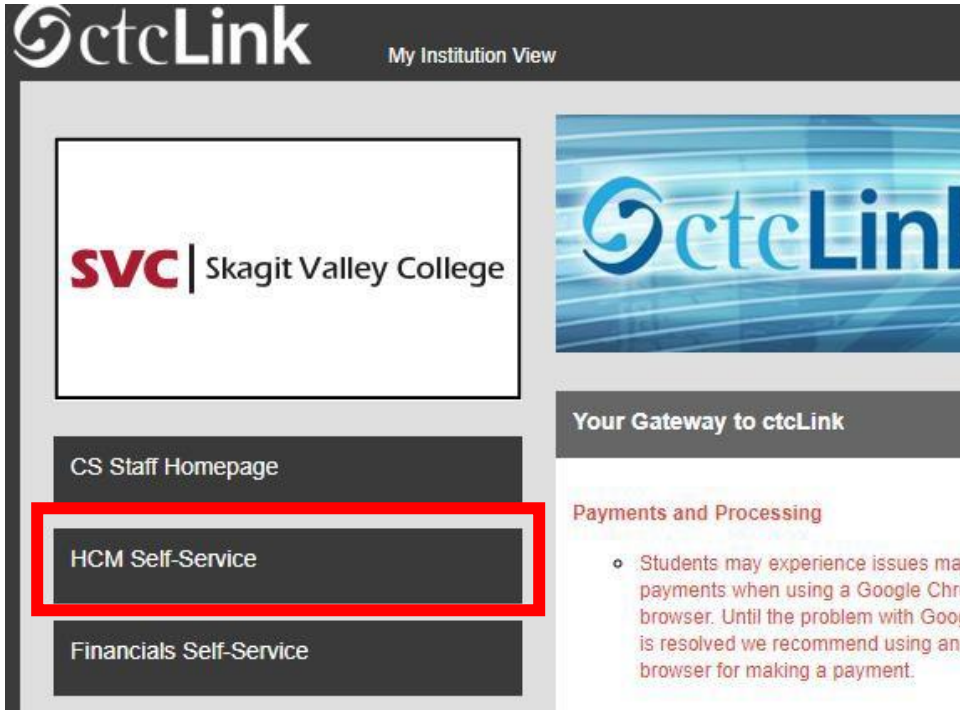 ctcLink
My Institution View
SVC | Skagit Valley College
ctcLin
CS Staff Homepage
HCM Self-Service
Financials Self-Service
Your Gateway to ctcLink
Payments and Processing
Students may experience issues ma
payments when using a Google Chr
browser. Until the problem with Goo
is resolved we recommend using an
browser for making a payment.